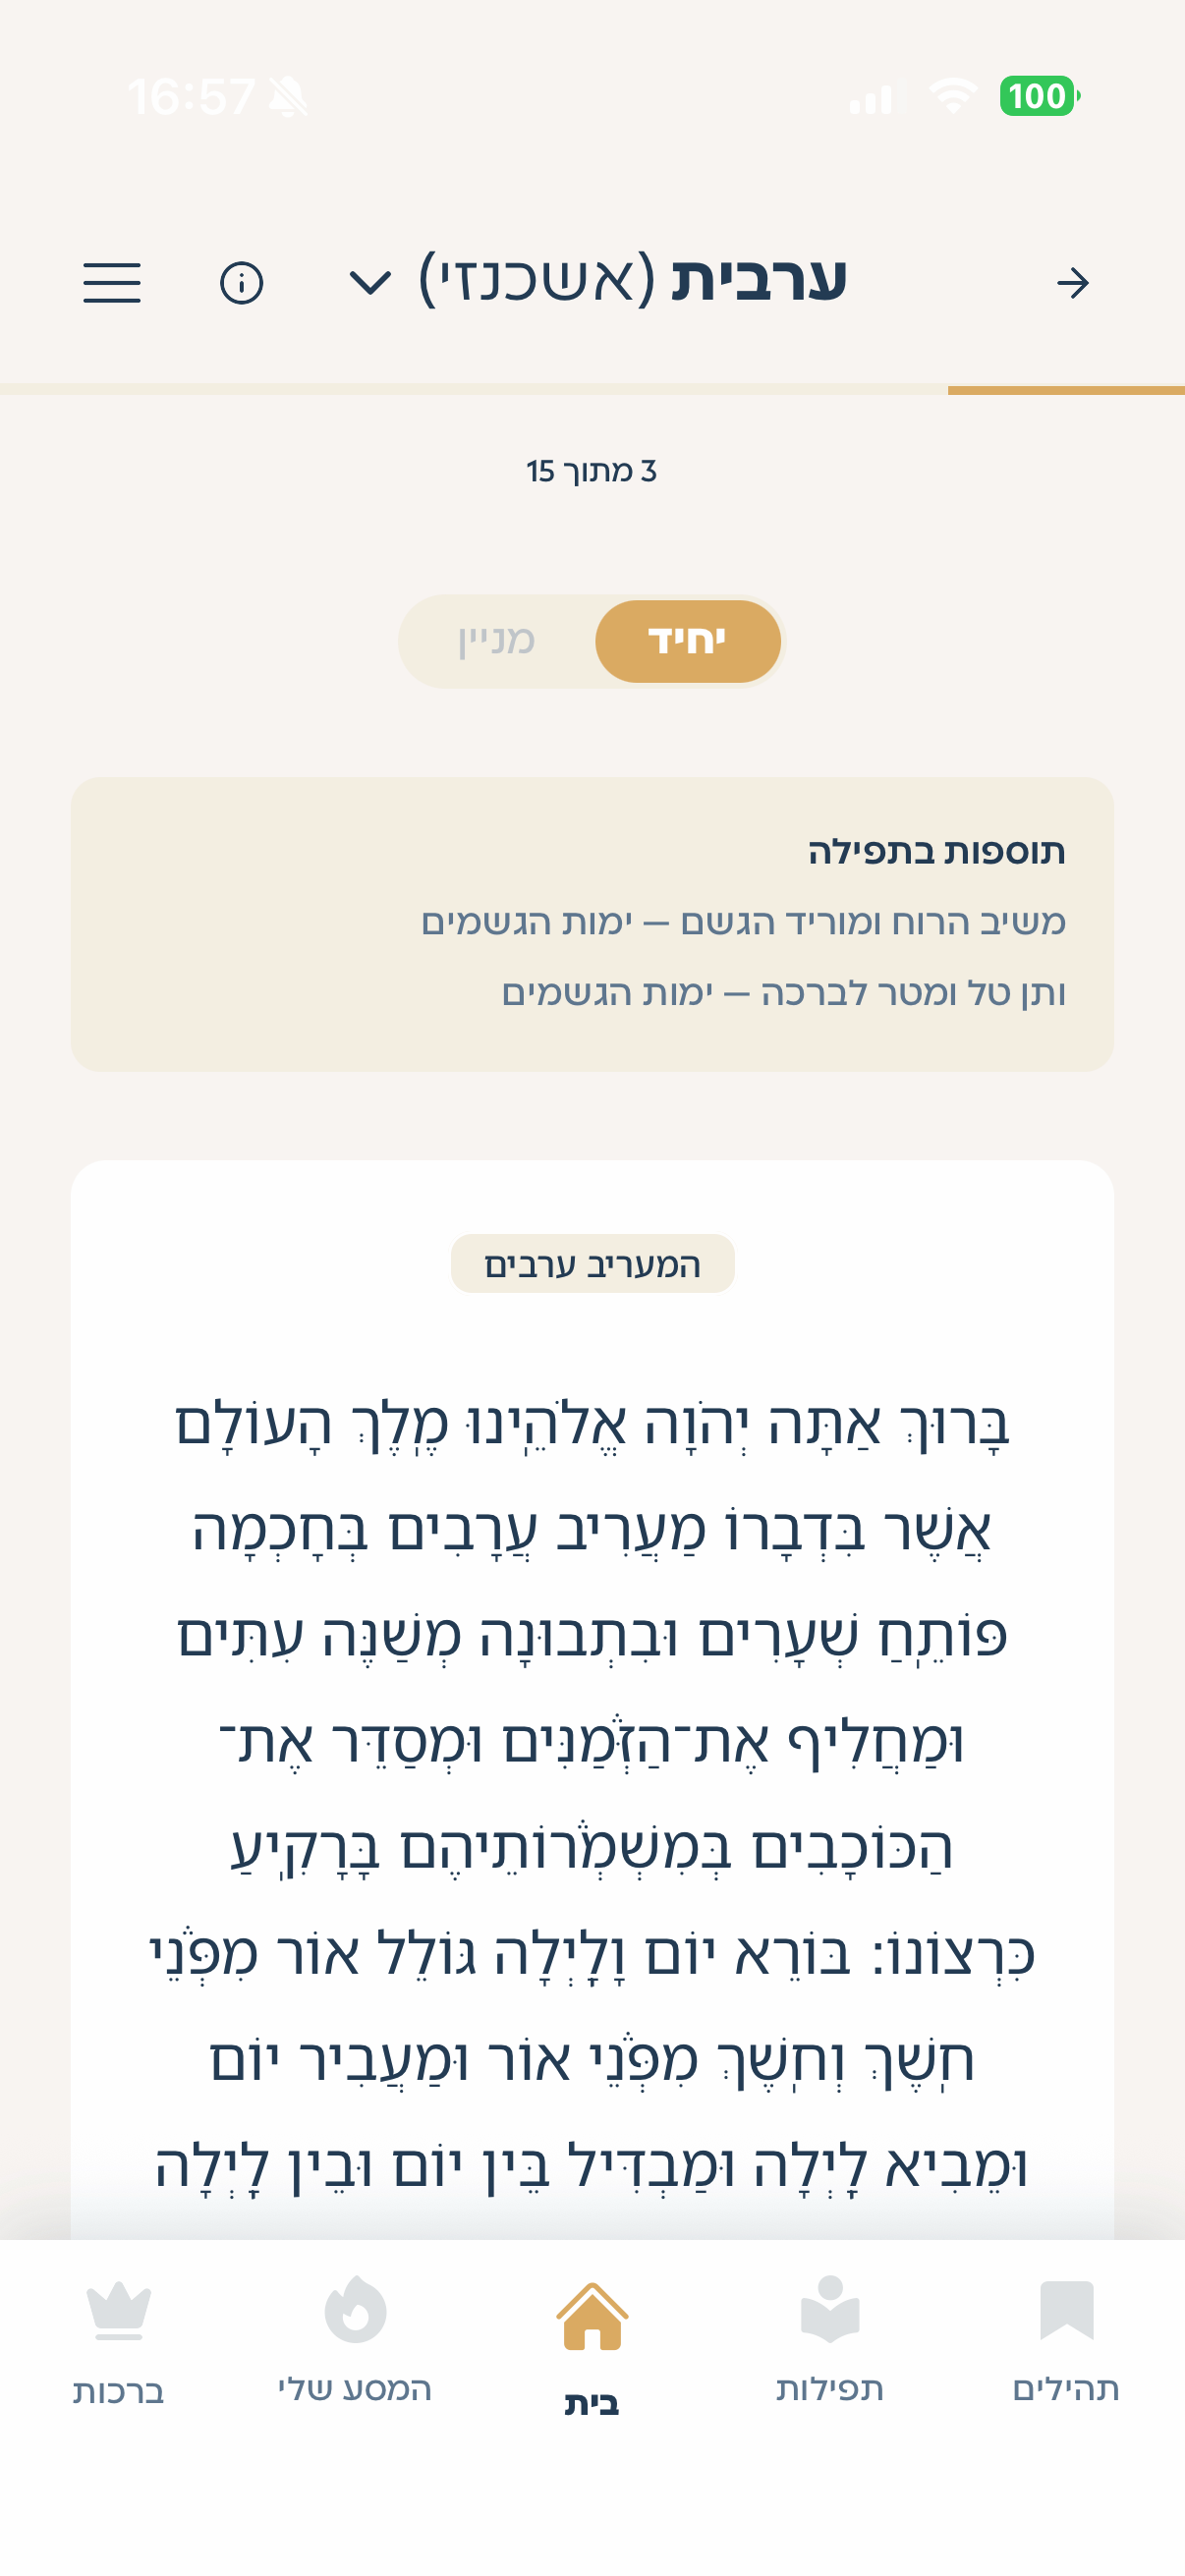 16:57
100
ערבית (אשכנזי)
3 מתוך 15
יחיד מניין
תוספות בתפילה
משיב הרוח ומוריד הגשם – ימות הגשמים
ותן טל ומטר לברכה – ימות הגשמים
המעריב ערבים
בָּרוּךְ אַתָּה יְהֹוָה אֱלֹהֵֽינוּ מֶֽלֶךְ הָעוֹלָם
אֲשֶׁר בִּדְבָרוֹ מַעֲרִיב עֲרָבִים בְּחָכְמָה
פּוֹתֵֽחַ שְׁעָרִים וּבִתְבוּנָה מְשַׁנֶּה עִתִּים
וּמַחֲלִיף אֶת־הַזְּ֒מַנִּים וּמְסַדֵּר אֶת־
הַכּוֹכָבִים בְּמִשְׁמְ֒רוֹתֵיהֶם בָּרָקִֽיעַ
כִּרְצוֹנוֹ: בּוֹרֵא יוֹם וָלָֽיְלָה גּוֹלֵל אוֹר מִפְּ֒נֵי
חֽשֶׁךְ וְחֽשֶׁךְ מִפְּ֒נֵי אוֹר וּמַעֲבִיר יוֹם
וּמֵבִיא לָֽיְלָה וּמַבְדִּיל בֵּין יוֹם וּבֵין לָֽיְלָה
תהילים תפילות בית המסע שלי ברכות